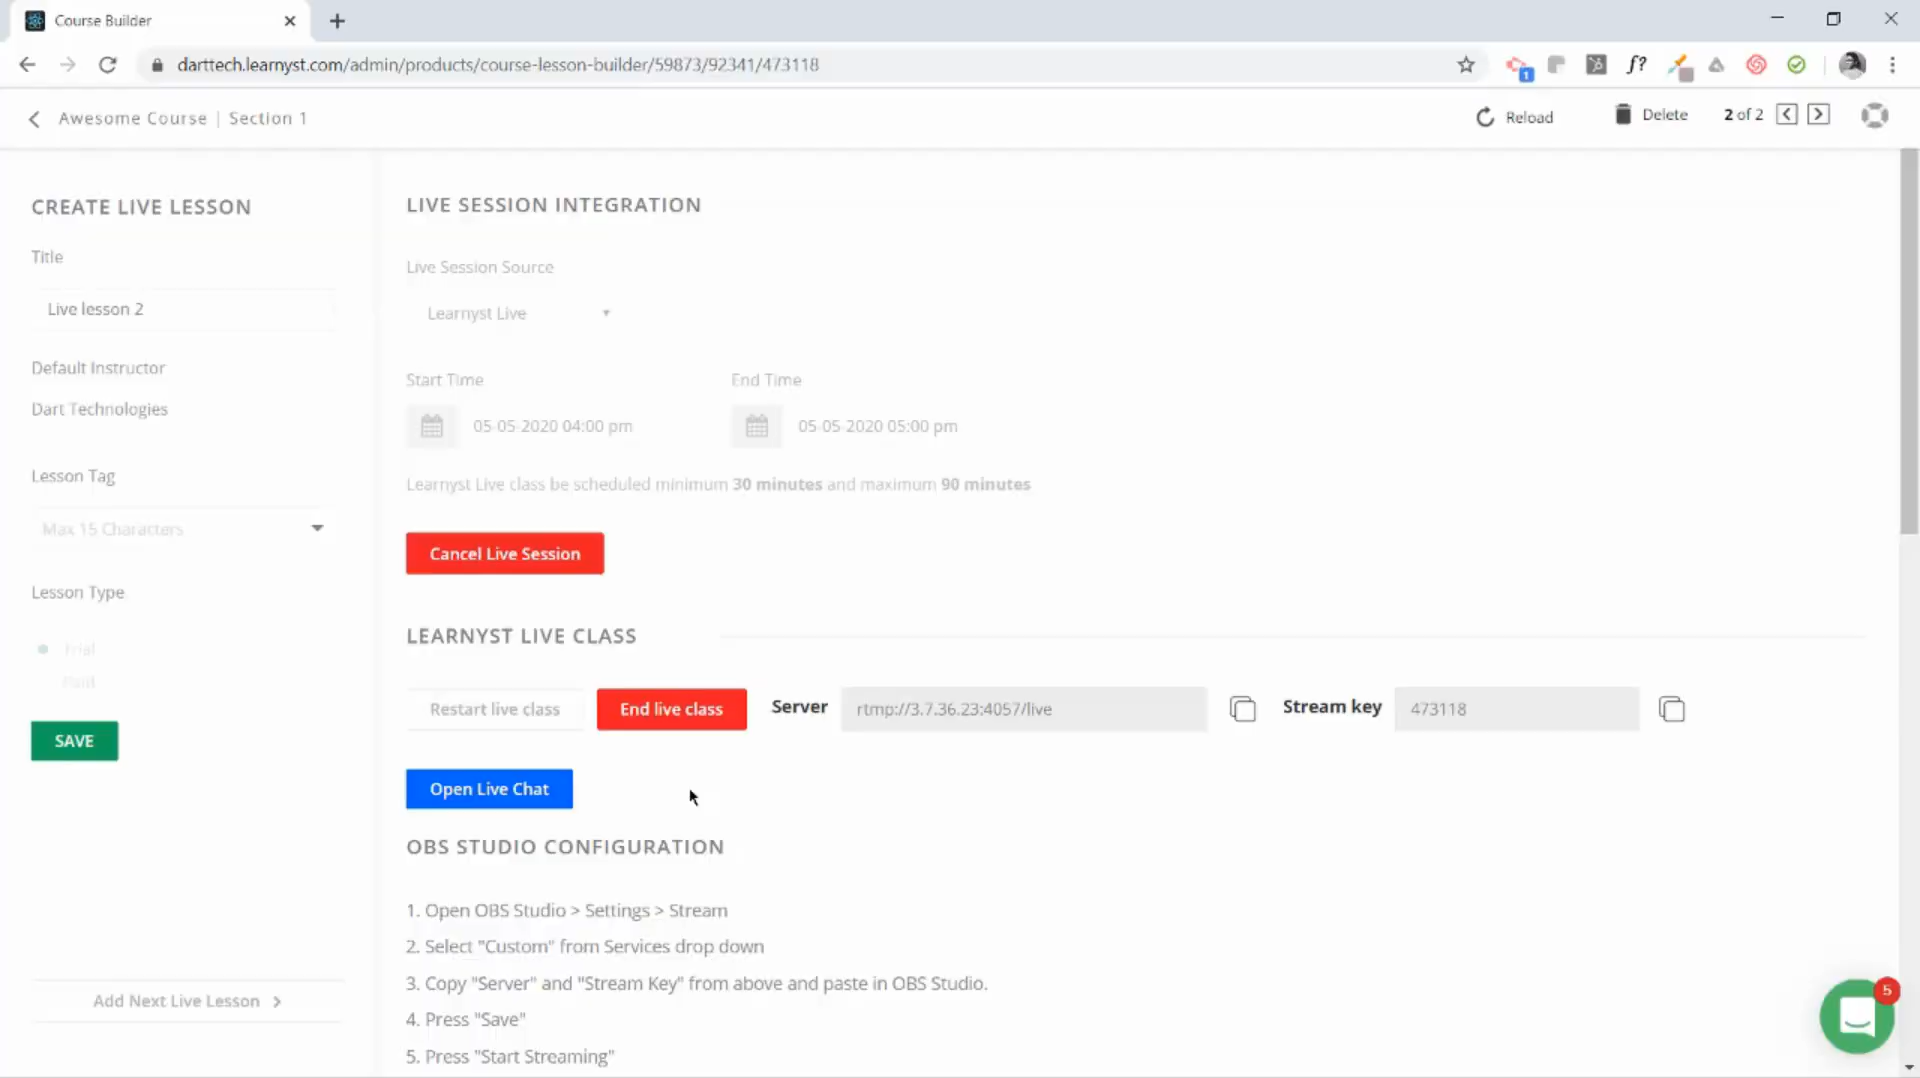 Course Builder
darttech.learnyst.com/admin/products/course-lesson-builder/59873/92341/473118
1
f?
Awesome Course | Section 1
Reload
Delete
2 of 2
CREATE LIVE LESSON
Title
Live lesson 2
Default Instructor
Dart Technologies
Lesson Tag
Max 15 Characters
Lesson Type
Trial
Paid
SAVE
Add Next Live Lesson >
LIVE SESSION INTEGRATION
Live Session Source
Learnyst Live
Start Time End Time
05-05-2020 04:00 pm 05-05-2020 05:00 pm
Learnyst Live class be scheduled minimum 30 minutes and maximum 90 minutes
Cancel Live Session
LEARNYST LIVE CLASS
Restart live class End live class Server rtmp://3.7.36.23:4057/live Stream key 473118
Open Live Chat
OBS STUDIO CONFIGURATION
1. Open OBS Studio > Settings > Stream
2. Select "Custom" from Services drop down
3. Copy "Server" and "Stream Key" from above and paste in OBS Studio.
4. Press "Save"
5. Press "Start Streaming"
5